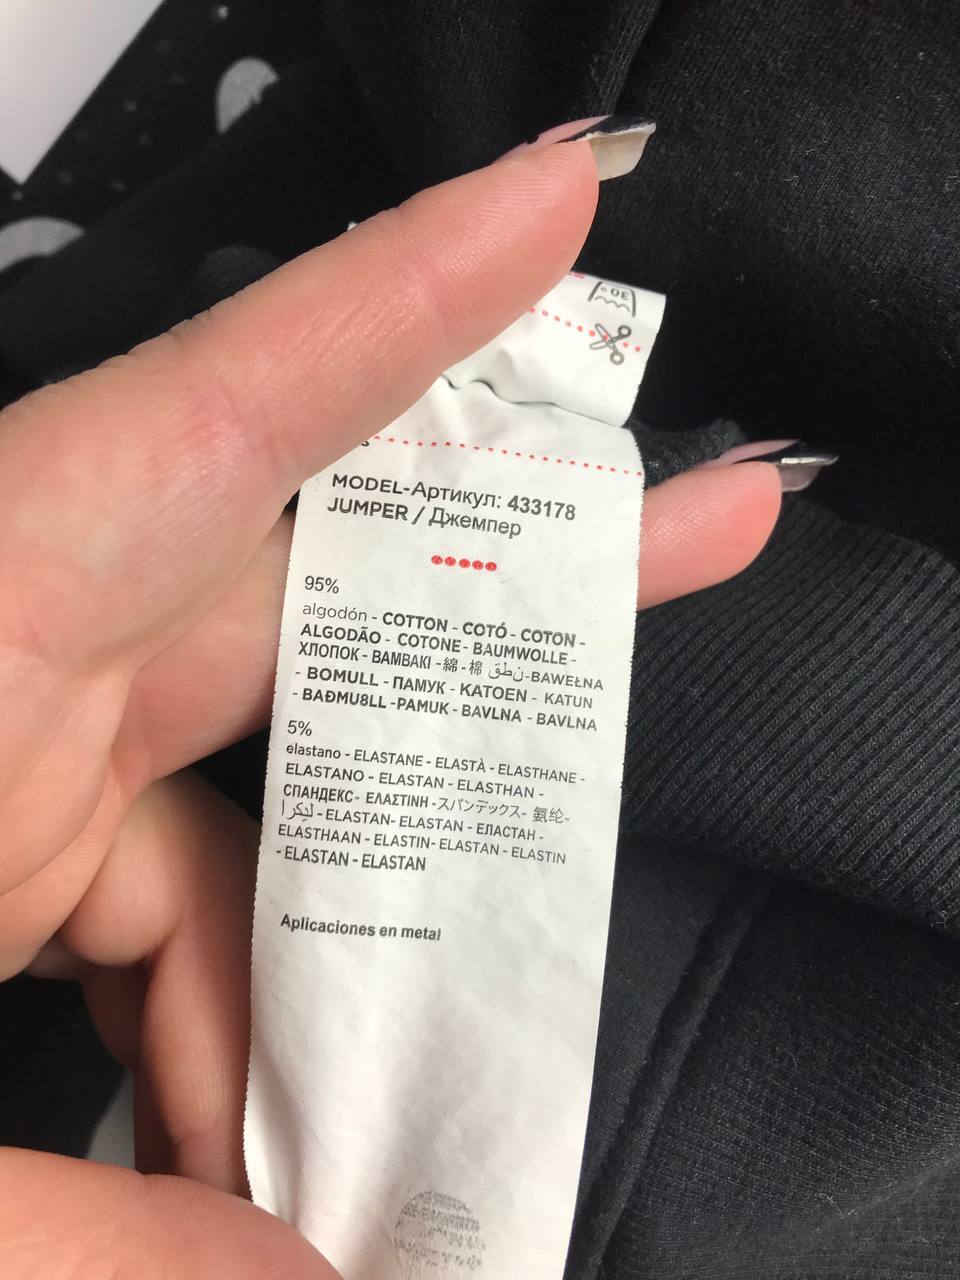 30°
MODEL-Артикул: 433178
JUMPER / Джемпер
95%
algodón - COTTON - COTÓ - COTON -
ALGODÃO - COTONE - BAUMWOLLE -
ХЛОПОК - BAMBAKI - 綿 - 棉 نطق-BAWEŁNA
- BOMULL - ПАМУК - KATOEN - KATUN
- BAÐMU8LL -PAMUK - BAVLNA - BAVLNA
5%
elastano - ELASTANE - ELASTÀ - ELASTHANE -
ELASTANO - ELASTAN - ELASTHAN -
СПАНДЕКС- ΕΛΑΣΤΙΝΗ -スパンデックス- 氨纶-
ليكرا - ELASTAN- ELASTAN - ЕЛАСТАН -
ELASTHAAN - ELASTIN- ELASTAN - ELASTIN
- ELASTAN - ELASTAN
Aplicaciones en metal